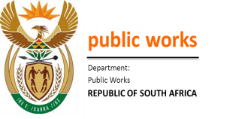 public works
Department:
Public Works
REPUBLIC OF SOUTH AFRICA